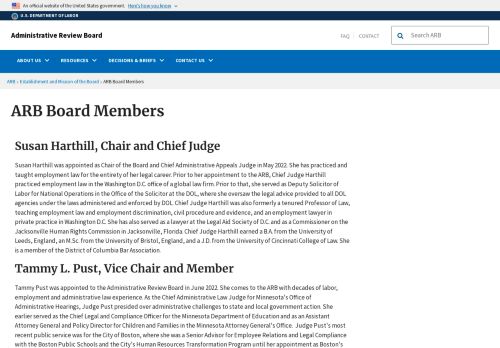 An official website of the United States government. Here's how you know
U.S. DEPARTMENT OF LABOR
Administrative Review Board
FAQ CONTACT
Search ARB
ABOUT US RESOURCES DECISIONS & BRIEFS CONTACT US
ARB » Establishment and Mission of the Board » ARB Board Members
ARB Board Members
Susan Harthill, Chair and Chief Judge
Susan Harthill was appointed as Chair of the Board and Chief Administrative Appeals Judge in May 2022. She has practiced and
taught employment law for the entirety of her legal career. Prior to her appointment to the ARB, Chief Judge Harthill
practiced employment law in the Washington D.C. office of a global law firm. Prior to that, she served as Deputy Solicitor of
Labor for National Operations in the Office of the Solicitor at the DOL, where she oversaw the legal advice provided to all DOL
agencies under the laws administered and enforced by DOL. Chief Judge Harthill was also formerly a tenured Professor of Law,
teaching employment law and employment discrimination, civil procedure and evidence, and an employment lawyer in
private practice in Washington D.C. She has also served as a lawyer at the Legal Aid Society of D.C. and as a Commissioner on the
Jacksonville Human Rights Commission in Jacksonville, Florida. Chief Judge Harthill earned a B.A. from the University of
Leeds, England, an M.Sc. from the University of Bristol, England, and a J.D. from the University of Cincinnati College of Law. She
is a member of the District of Columbia Bar Association.
Tammy L. Pust, Vice Chair and Member
Tammy Pust was appointed to the Administrative Review Board in June 2022. She comes to the ARB with decades of labor,
employment and administrative law experience. As the Chief Administrative Law Judge for Minnesota's Office of
Administrative Hearings, Judge Pust presided over administrative challenges to state and local government action. She
earlier served as the Chief Legal and Compliance Officer for the Minnesota Department of Education and as an Assistant
Attorney General and Policy Director for Children and Families in the Minnesota Attorney General's Office. Judge Pust's most
recent public service was for the City of Boston, where she was a Senior Advisor for Employee Relations and Legal Compliance
with the Boston Public Schools and the City's Human Resources Transformation Program until her appointment as Boston's